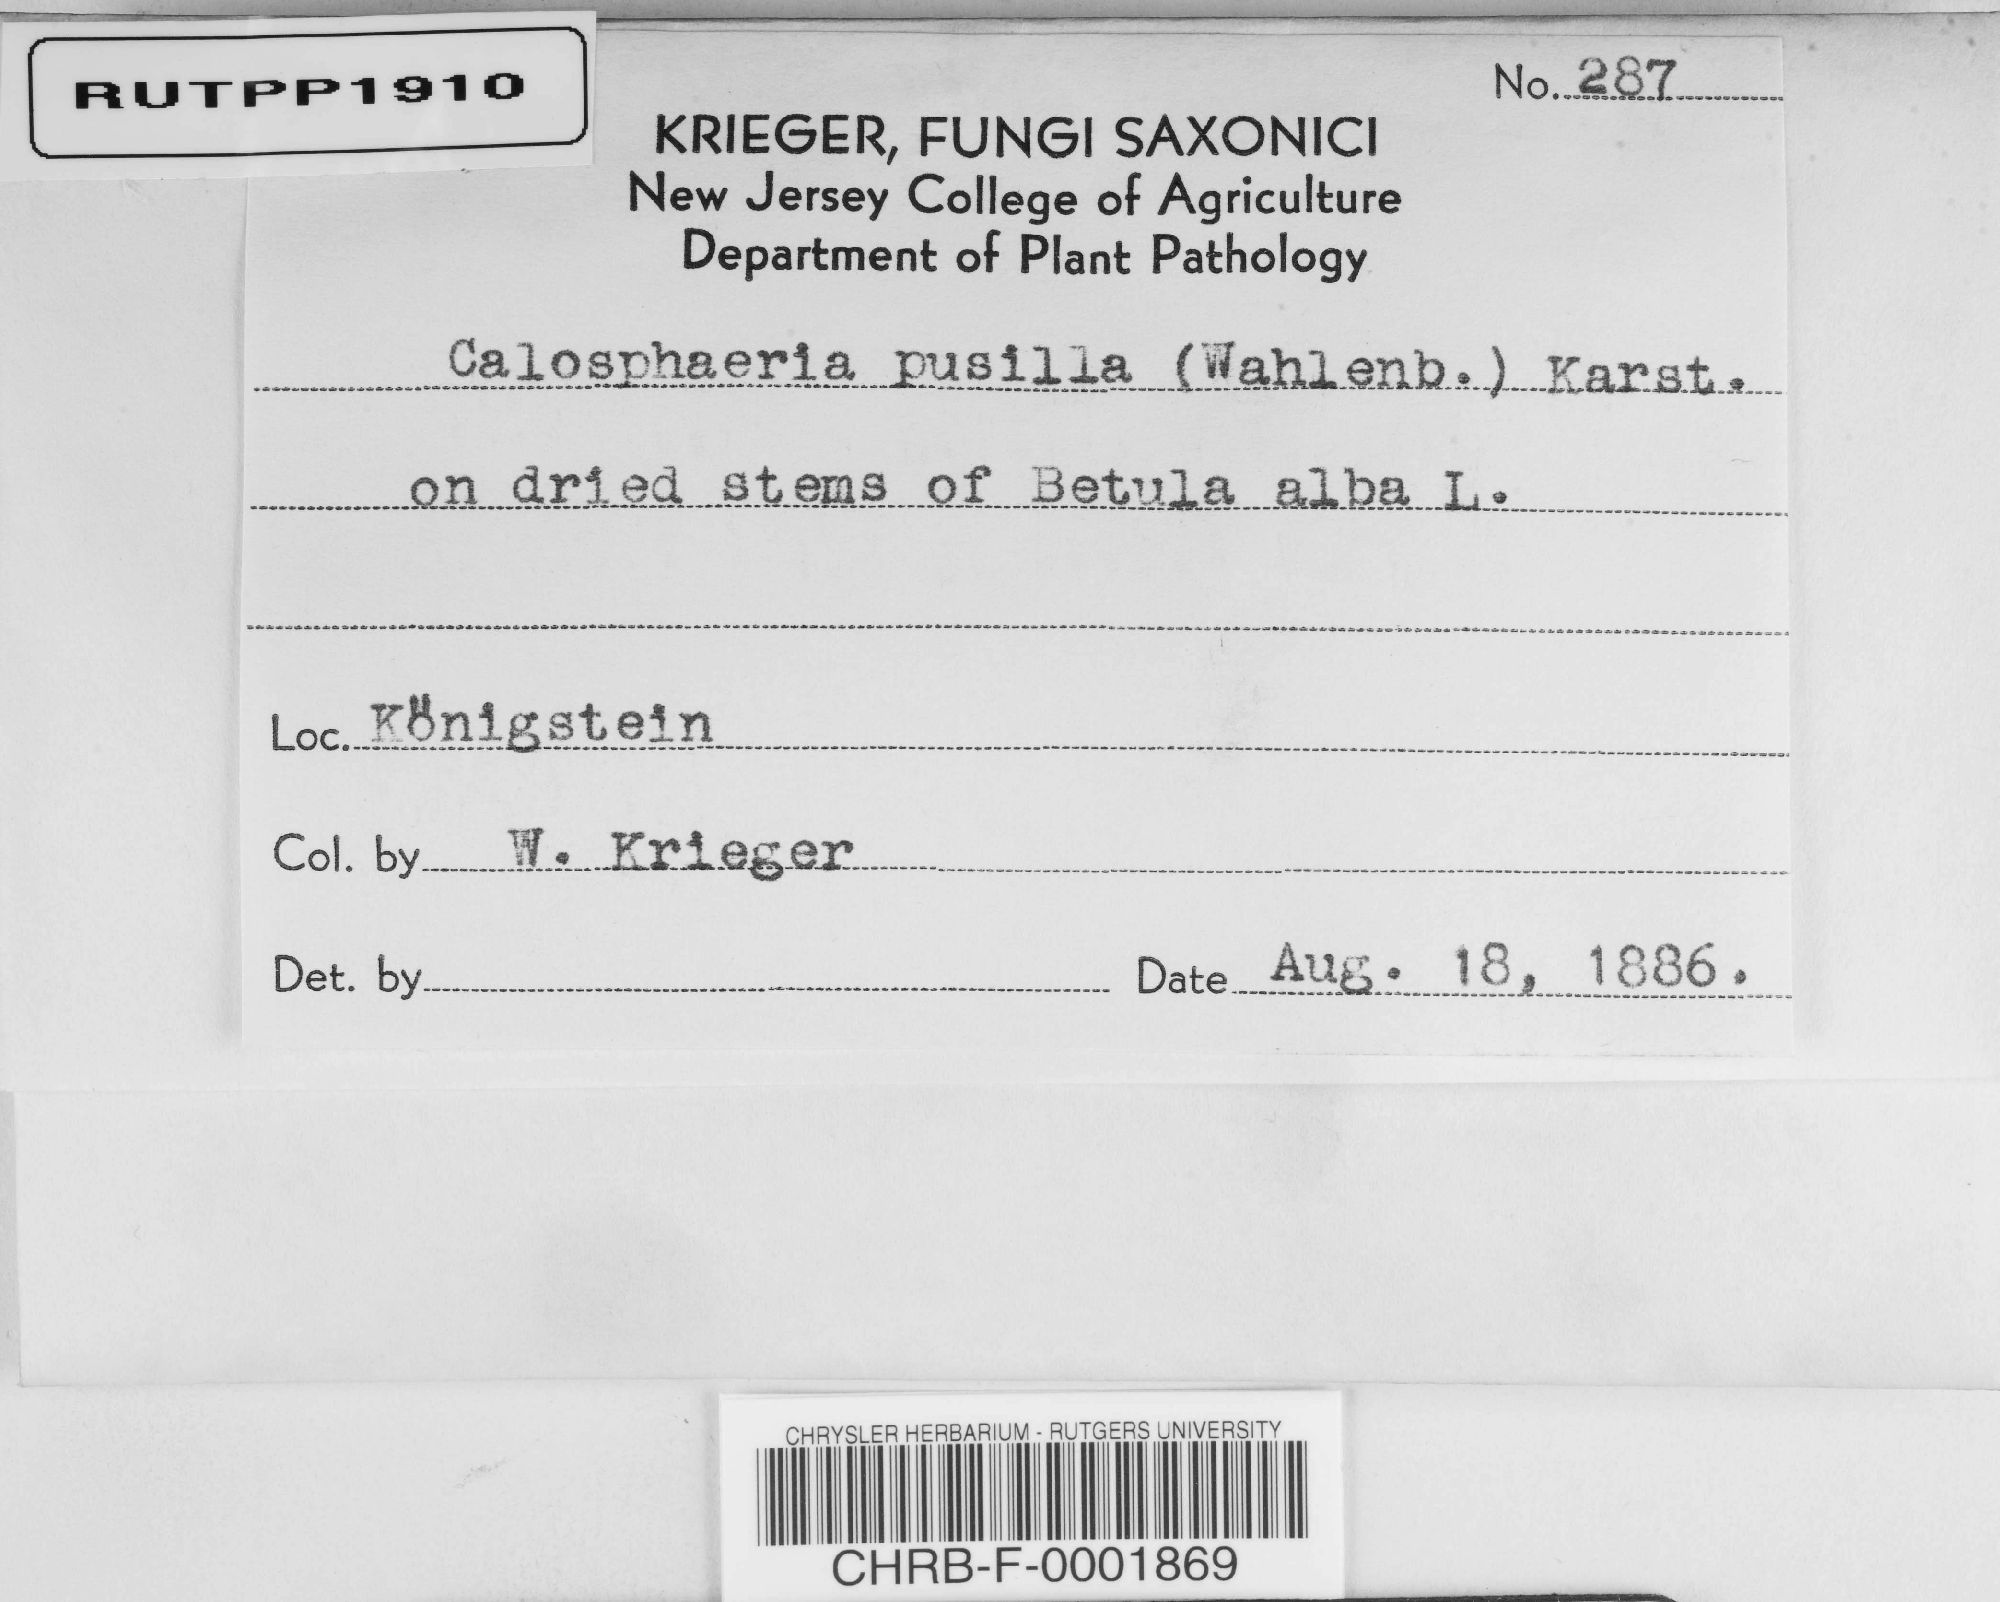 RUTPP1910
No. 287
KRIEGER, FUNGI SAXONICI
New Jersey College of Agriculture
Department of Plant Pathology
Calosphaeria pusilla (Wahlenb.) Karst.
on dried stems of Betula alba L.
Loc. Königstein
Col. by W. Krieger
Det. by Date Aug. 18, 1886.
CHRYSLER HERBARIUM - RUTGERS UNIVERSITY
CHRB-F-0001869